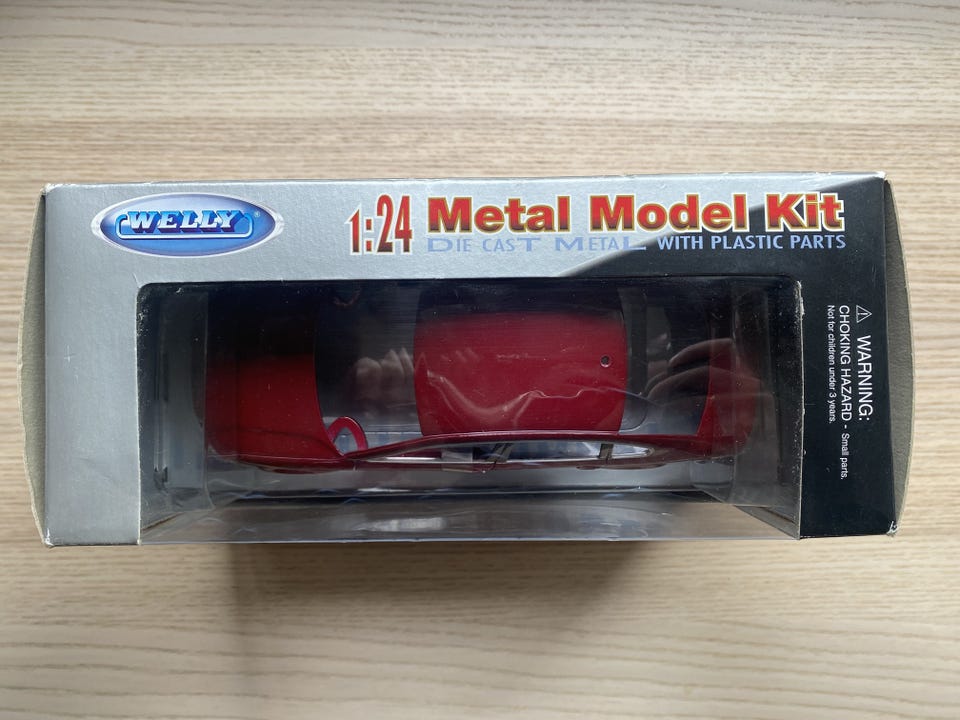 WELLY®
1:24 Metal Model Kit
DIE CAST METAL WITH PLASTIC PARTS
⚠ WARNING:
CHOKING HAZARD - Small parts.
Not for children under 3 years.